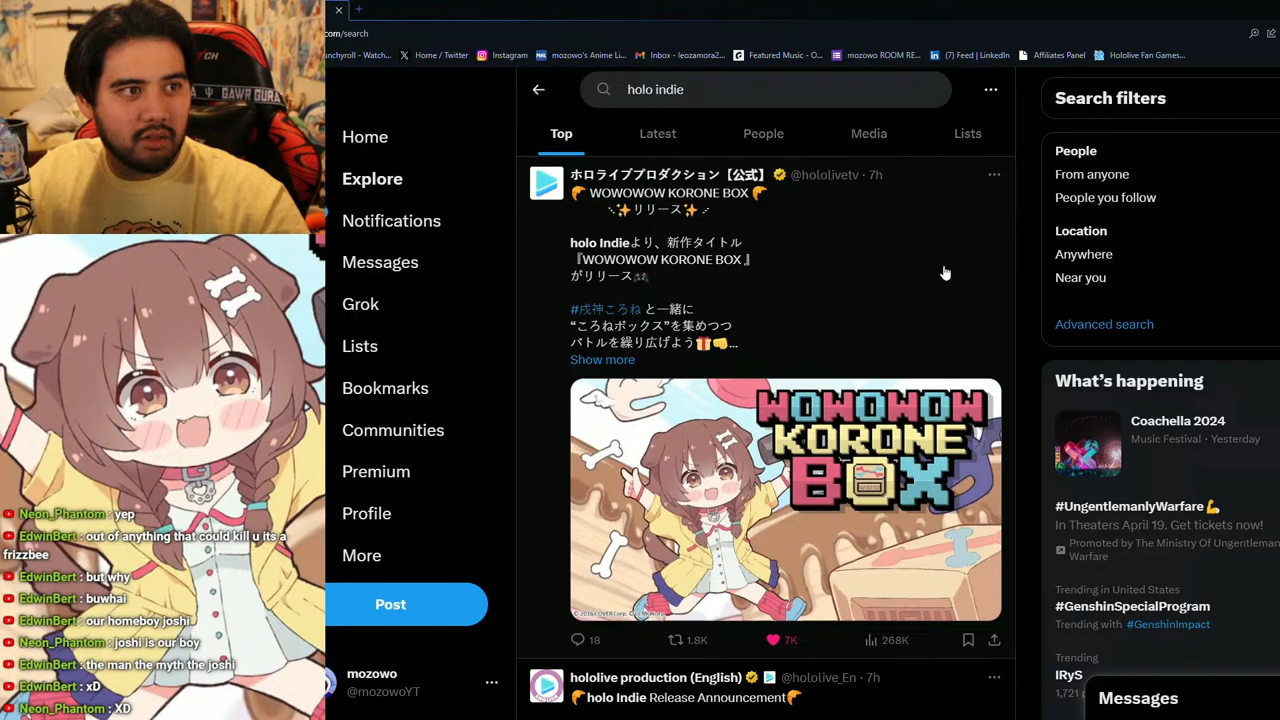 com/search
unchyroll - Watch...
Home / Twitter
Instagram
mozowo's Anime Li...
Inbox - leozamora2...
Featured Music - O...
mozowo ROOM RE...
(7) Feed | LinkedIn
Affiliates Panel
Hololive Fan Games...
GAWR GURA
holo indie
Top
Latest
People
Media
Lists
Home
Explore
Notifications
Messages
Grok
Lists
Bookmarks
Communities
Premium
Profile
More
Post
mozowo
@mozowoYT
ホロライブプロダクション【公式】 @hololivetv · 7h
🥐 WOWOWOW KORONE BOX 🥐
⋱✨リリース✨⋰
holo Indieより、新作タイトル
『WOWOWOW KORONE BOX 』
がリリース🎮
#戌神ころね と一緒に
“ころねボックス”を集めつつ
バトルを繰り広げよう🎁👊...
Show more
WOWOWOW
KORONE
BOX
18
1.8K
7K
268K
hololive production (English) @hololive_En · 7h
🥐holo Indie Release Announcement🥐
Search filters
People
From anyone
People you follow
Location
Anywhere
Near you
Advanced search
What's happening
Coachella 2024
Music Festival · Yesterday
#UngentlemanlyWarfare💪
In Theaters April 19. Get tickets now!
Promoted by The Ministry Of Ungentleman
Warfare
Trending in United States
#GenshinSpecialProgram
Trending with #GenshinImpact
Trending
IRyS
1,721 p
Messages
Neon_Phantom : yep
EdwinBert : out of anything that could kill u its a
frizzbee
EdwinBert : but why
EdwinBert : buwhai
EdwinBert : our homeboy joshi
Neon_Phantom : joshi is our boy
EdwinBert : the man the myth the joshi
EdwinBert : xD
Neon_Phantom : XD